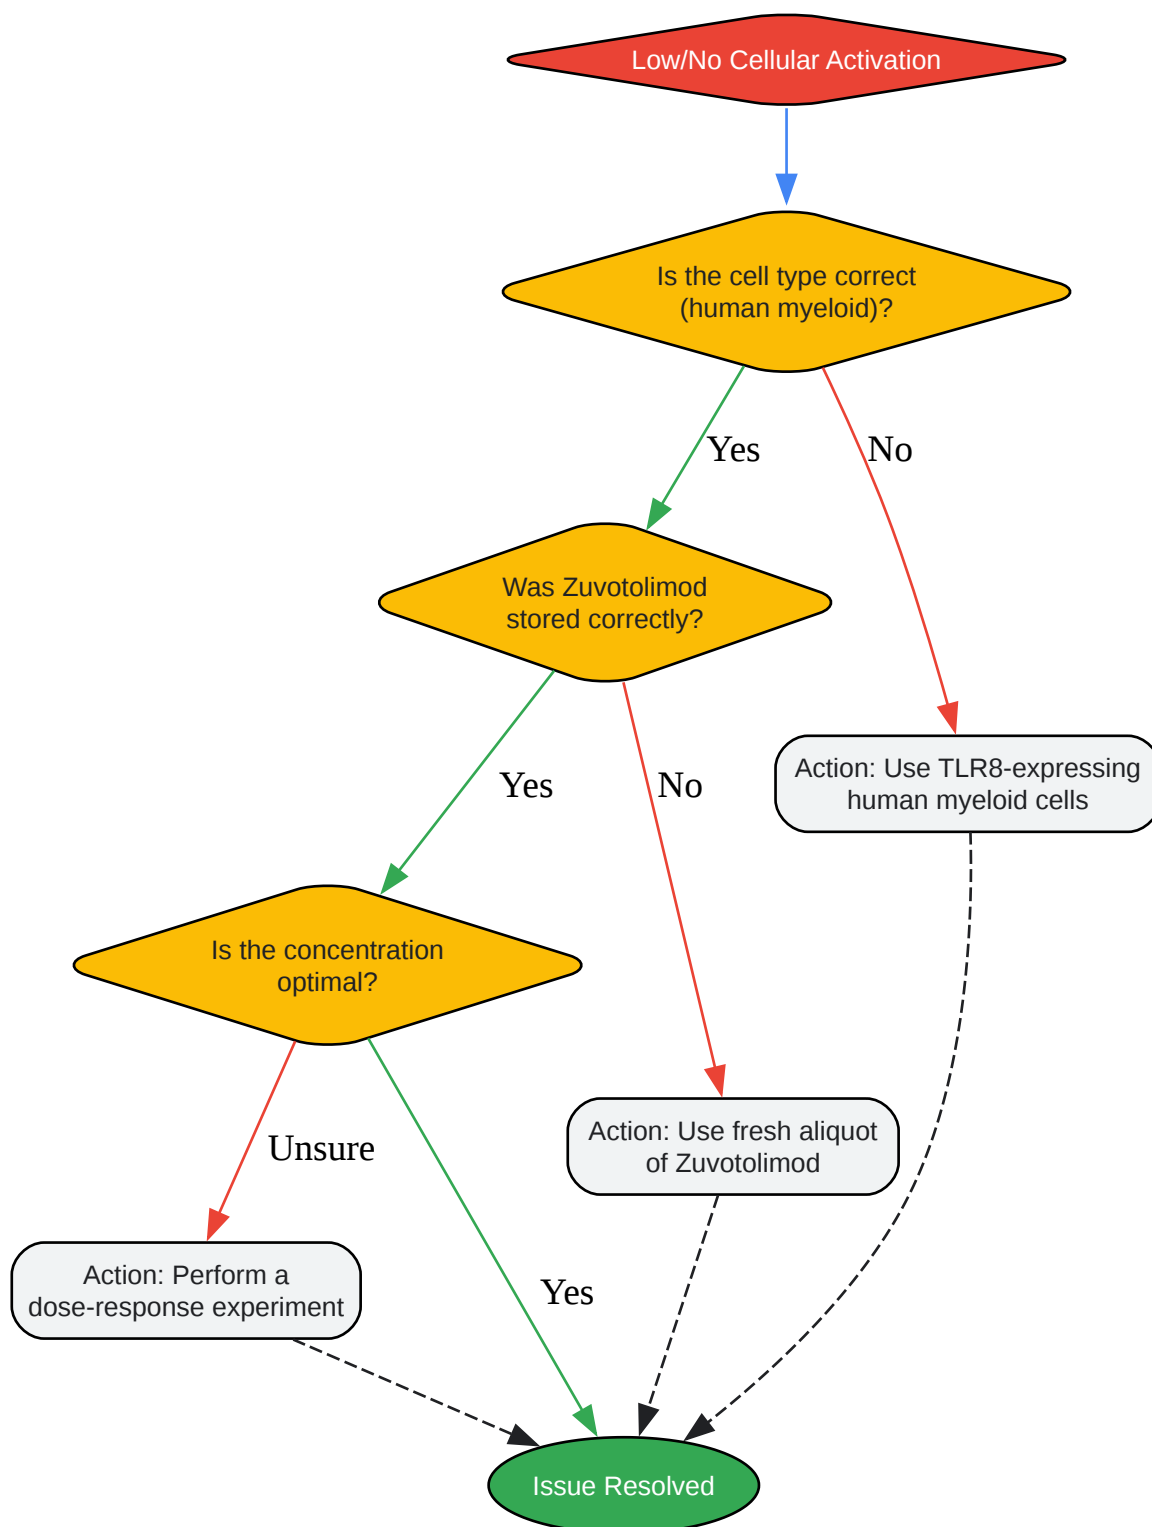 Low/No Cellular Activation
Is the cell type correct
(human myeloid)?
Yes
No
Was Zuvotolimod
stored correctly?
Action: Use TLR8-expressing
human myeloid cells
Yes
No
Is the concentration
optimal?
Action: Use fresh aliquot
of Zuvotolimod
Unsure
Action: Perform a
dose-response experiment
Yes
Issue Resolved